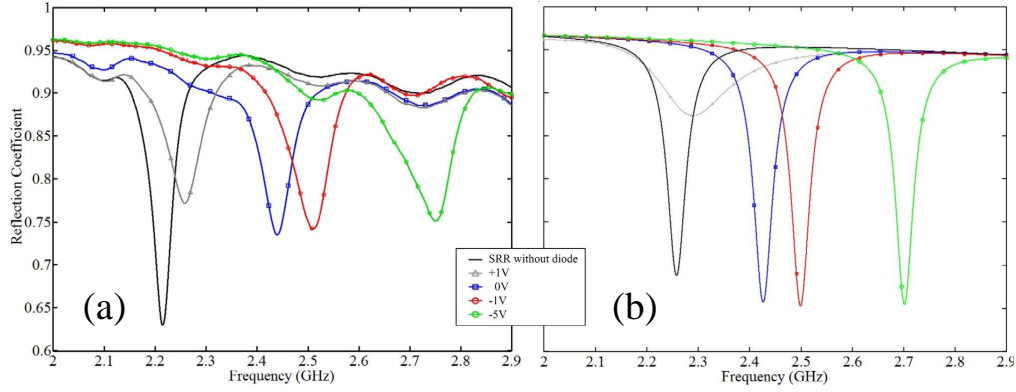 0.95
0.9
0.85
0.8
0.75
0.7
0.65
0.6
Reflection Coefficient
2 2.1 2.2 2.3 2.4 2.5 2.6 2.7 2.8 2.9
Frequency (GHz)
(a)
SRR without diode
+1V
0V
-1V
-5V
(b)
2 2.1 2.2 2.3 2.4 2.5 2.6 2.7 2.8 2.9
Frequency (GHz)